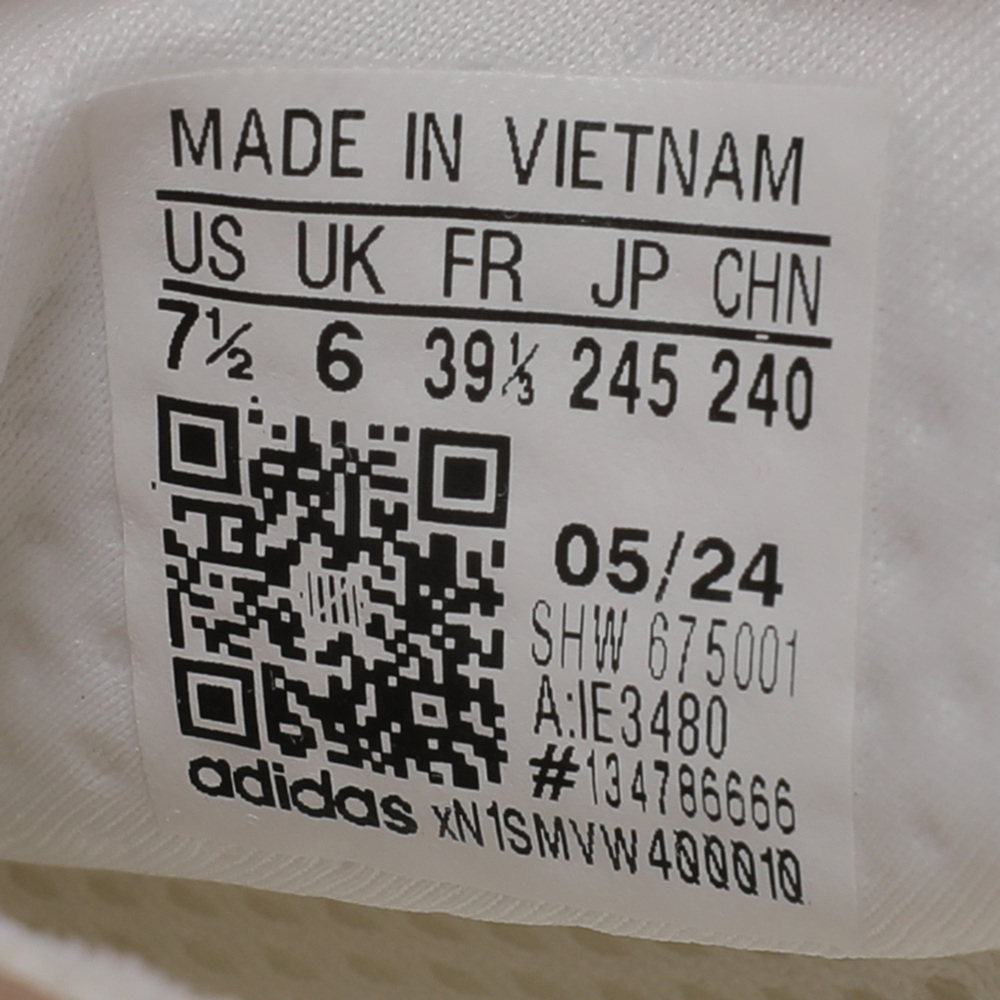 MADE IN VIETNAM
US UK FR JP CHN
7½ 6 39⅓ 245 240
05/24
SHW 675001
A:IE3480
#134786666
adidas xN1SMVW400010